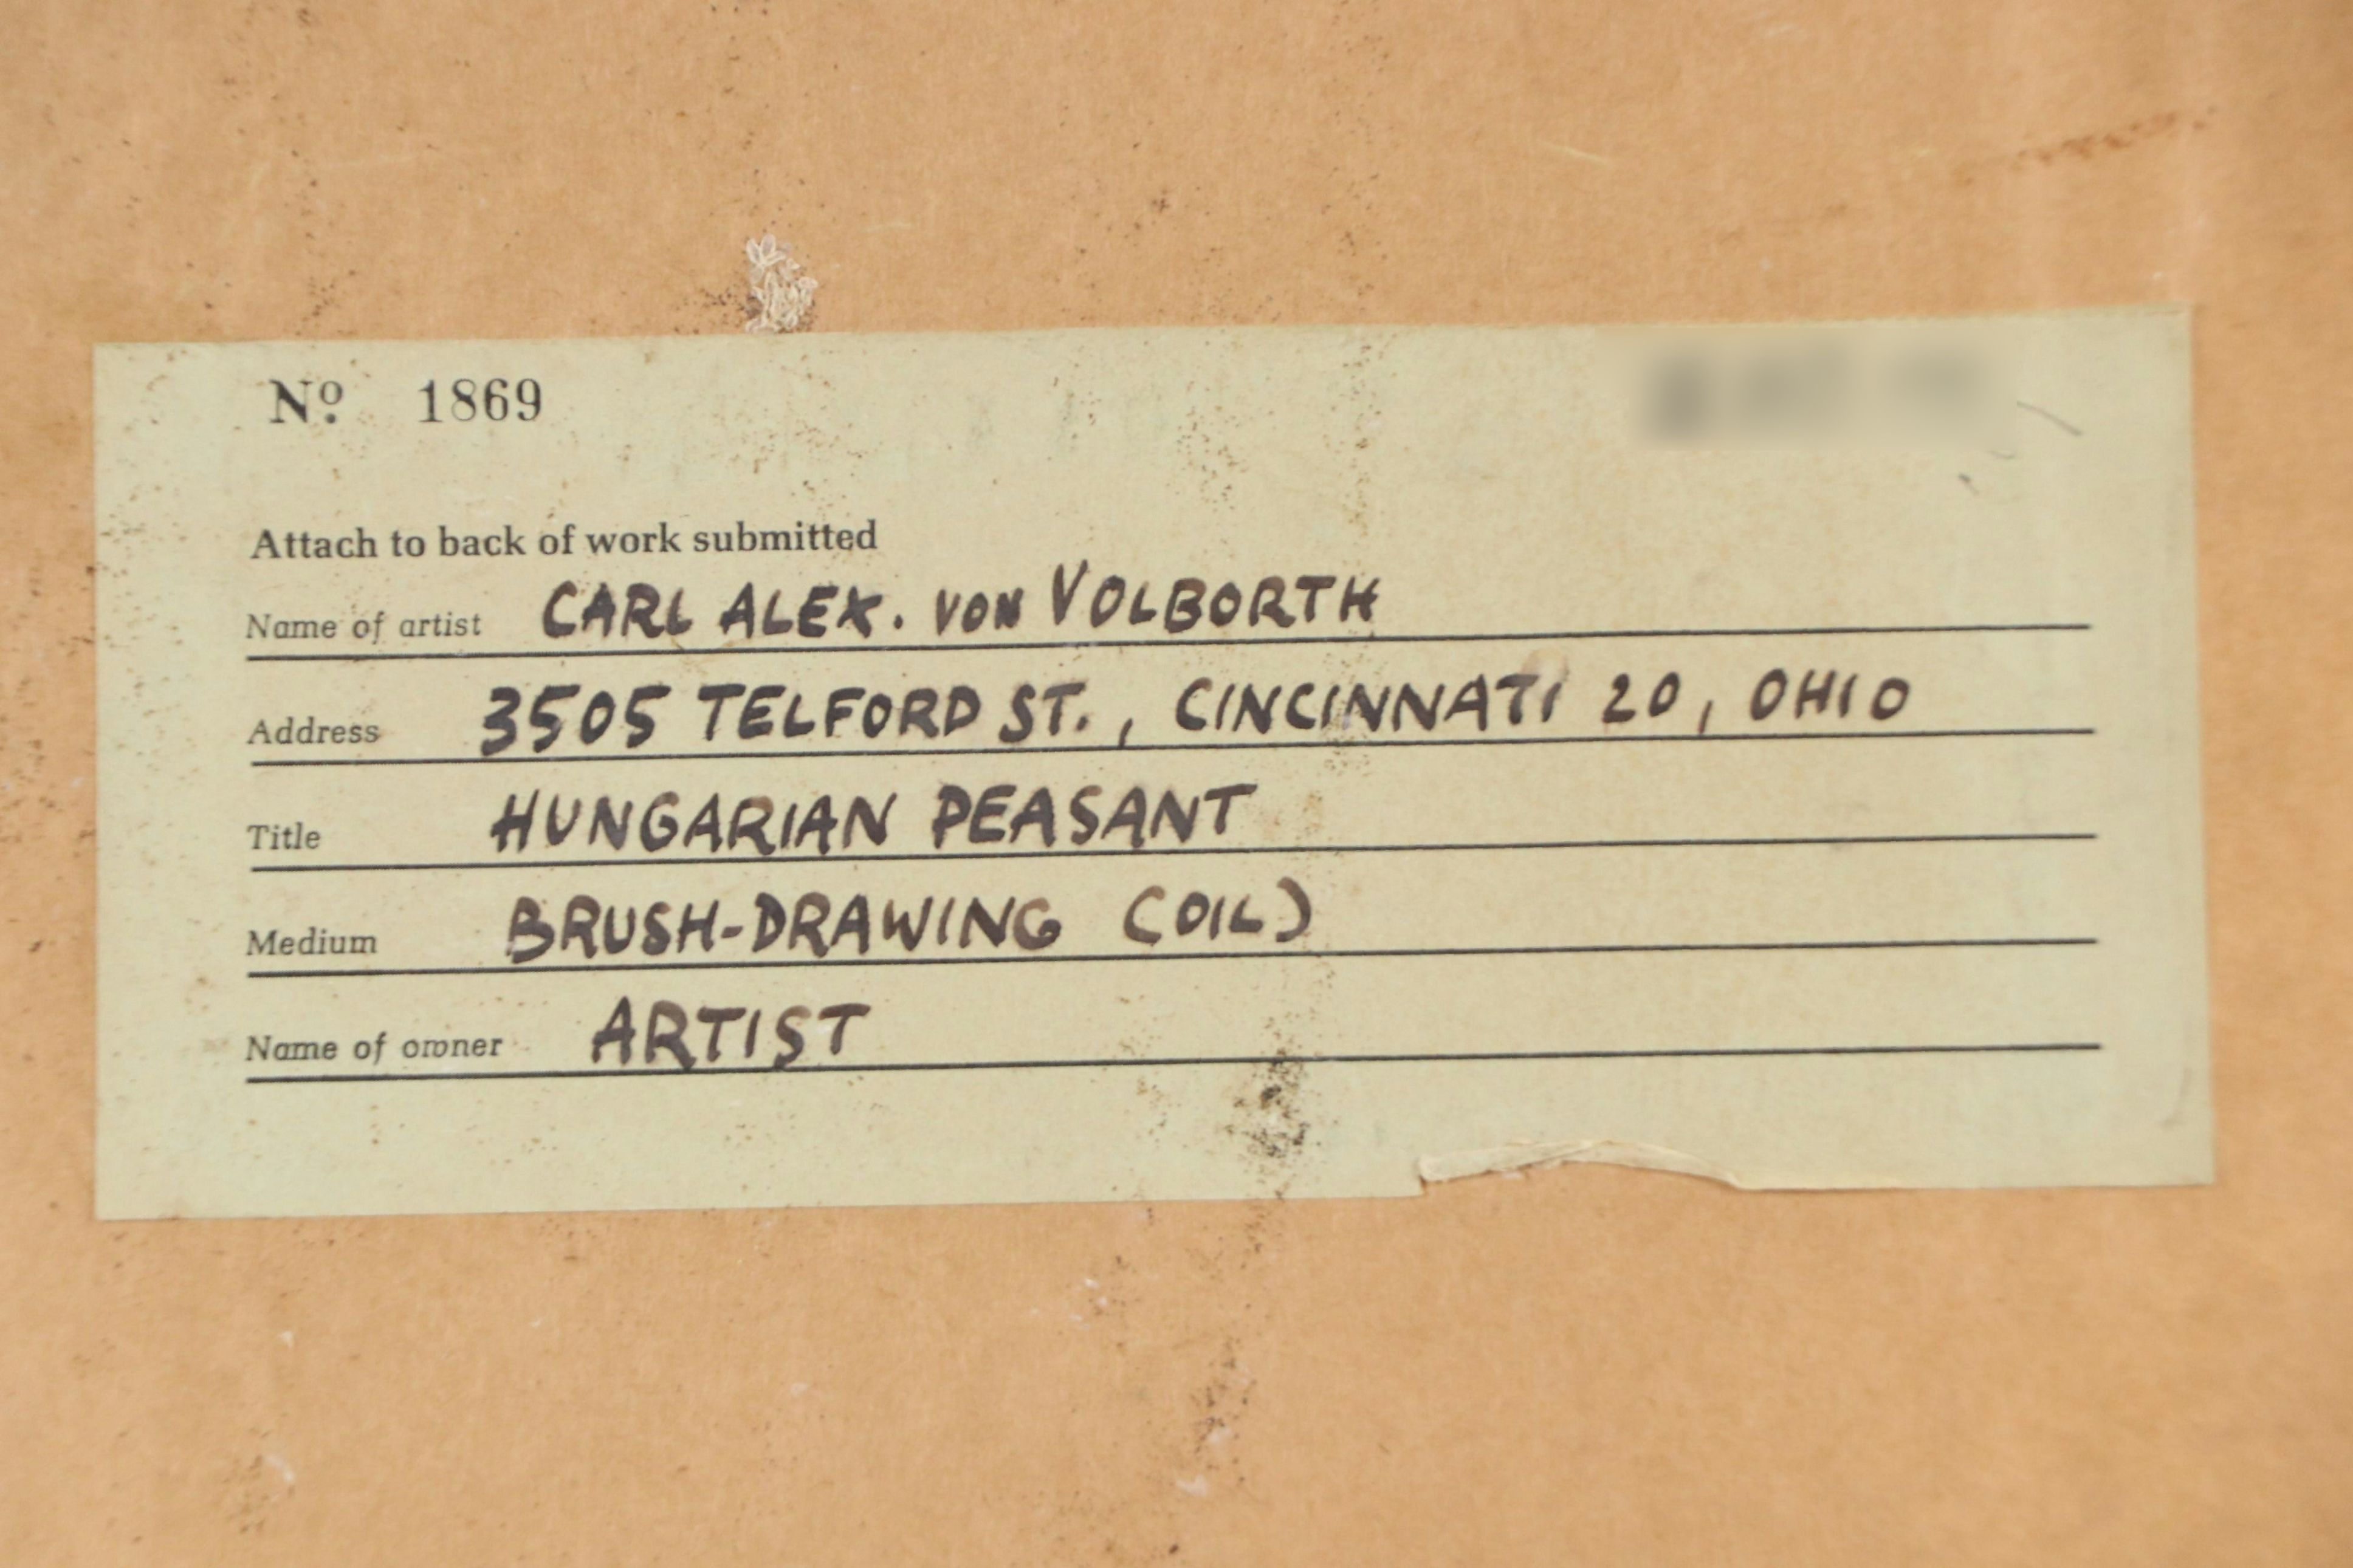 Nº. 1869
Attach to back of work submitted
Name of artist CARL ALEX. VON VOLBORTH
Address 3505 TELFORD ST., CINCINNATI 20, OHIO
Title HUNGARIAN PEASANT
Medium BRUSH-DRAWING (OIL)
Name of owner ARTIST